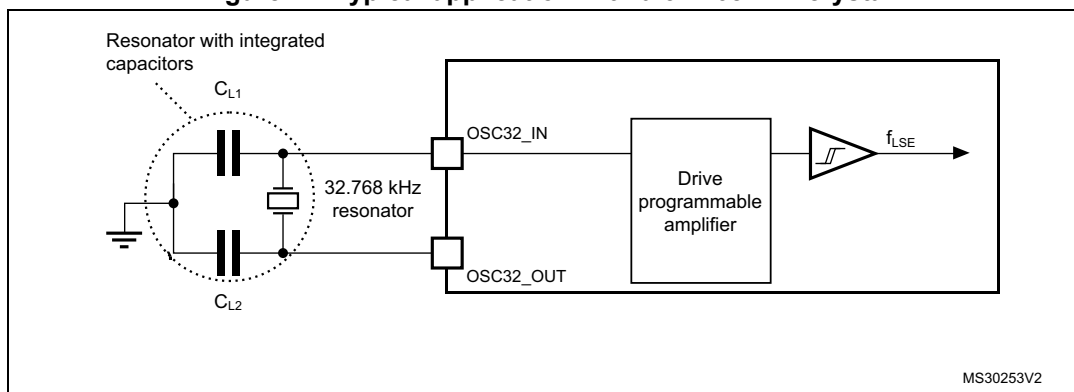 Resonator with integrated
capacitors
CL1
OSC32_IN
fLSE
32.768 kHz
resonator
Drive
programmable
amplifier
OSC32_OUT
CL2
MS30253V2